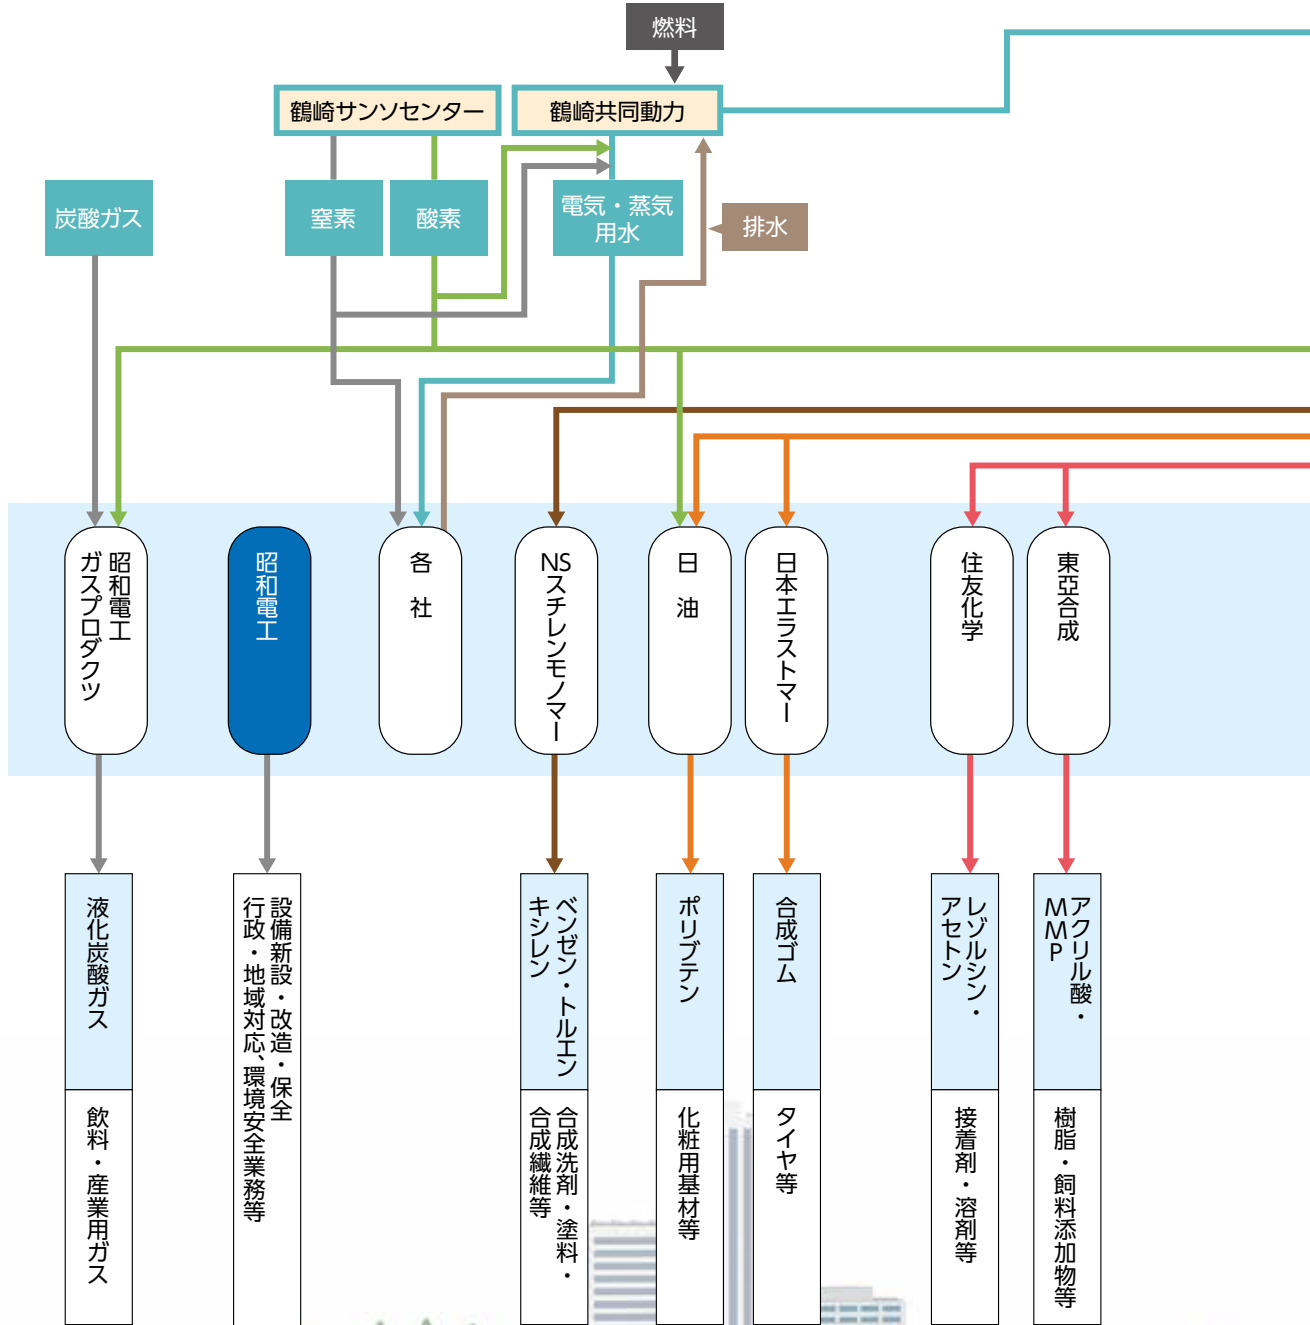 燃料
鶴崎サンソセンター
鶴崎共同動力
炭酸ガス
窒素
酸素
電気・蒸気
用水
排水
昭和電工
ガスプロダクツ
昭和電工
各社
NSスチレンモノマー
日油
日本エラストマー
住友化学
東亞合成
液化炭酸ガス
飲料・産業用ガス
設備新設・改造・保全
行政・地域対応、環境安全業務等
ベンゼン・トルエン
キシレン
合成洗剤・塗料・
合成繊維等
ポリブテン
化粧用基材等
合成ゴム
タイヤ等
レゾルシン・
アセトン
接着剤・溶剤等
アクリル酸・
MMP
樹脂・飼料添加物等